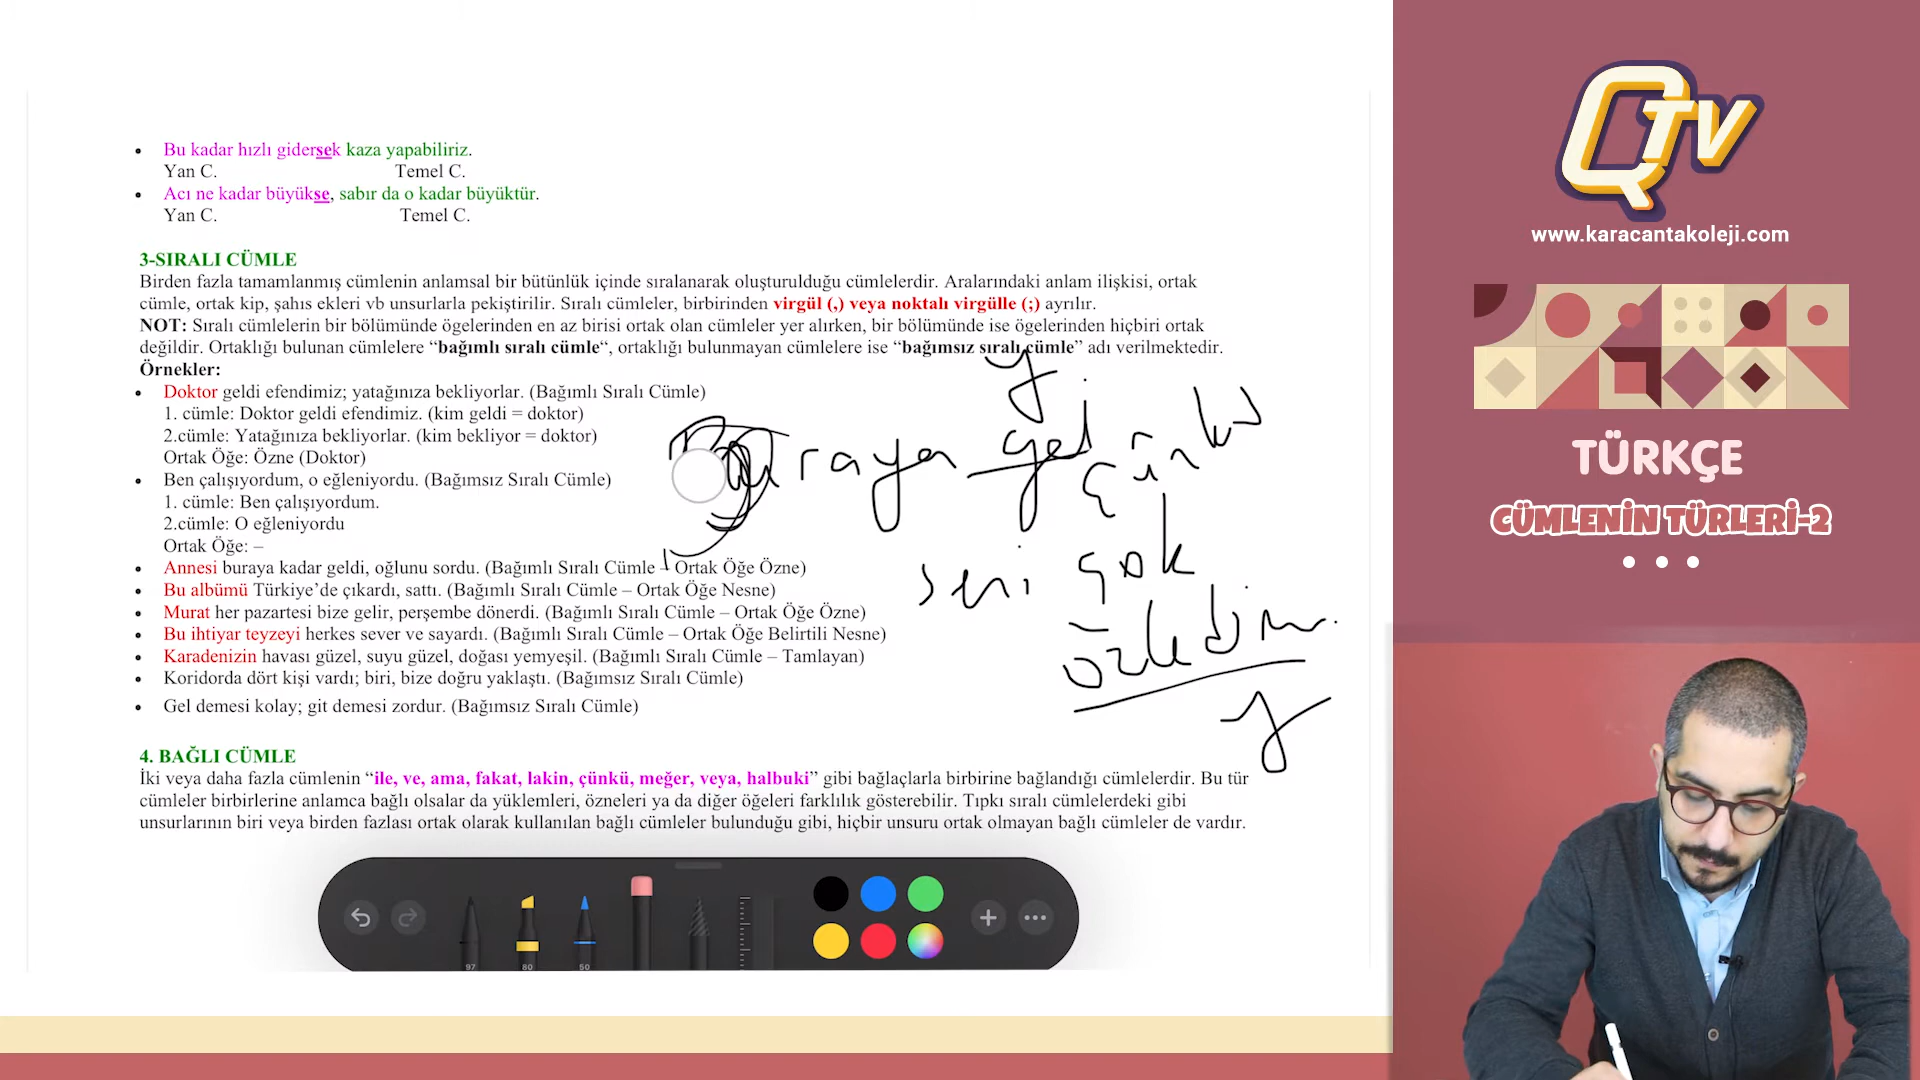 Bu kadar hızlı gidersek kaza yapabiliriz.
Yan C. Temel C.
Acı ne kadar büyükse, sabır da o kadar büyüktür.
Yan C. Temel C.
3-SIRALI CÜMLE
Birden fazla tamamlanmış cümlenin anlamsal bir bütünlük içinde sıralanarak oluşturulduğu cümlelerdir. Aralarındaki anlam ilişkisi, ortak
cümle, ortak kip, şahıs ekleri vb unsurlarla pekiştirilir. Sıralı cümleler, birbirinden virgül (,) veya noktalı virgülle (;) ayrılır.
NOT: Sıralı cümlelerin bir bölümünde ögelerinden en az birisi ortak olan cümleler yer alırken, bir bölümünde ise ögelerinden hiçbiri ortak
değildir. Ortaklığı bulunan cümlelere “bağımlı sıralı cümle“, ortaklığı bulunmayan cümlelere ise “bağımsız sıralı cümle” adı verilmektedir.
Örnekler:
Doktor geldi efendimiz; yatağınıza bekliyorlar. (Bağımlı Sıralı Cümle)
1. cümle: Doktor geldi efendimiz. (kim geldi = doktor)
2.cümle: Yatağınıza bekliyorlar. (kim bekliyor = doktor)
Ortak Öğe: Özne (Doktor)
Ben çalışıyordum, o eğleniyordu. (Bağımsız Sıralı Cümle)
1. cümle: Ben çalışıyordum.
2.cümle: O eğleniyordu
Ortak Öğe: –
Annesi buraya kadar geldi, oğlunu sordu. (Bağımlı Sıralı Cümle – Ortak Öğe Özne)
Bu albümü Türkiye’de çıkardı, sattı. (Bağımlı Sıralı Cümle – Ortak Öğe Nesne)
Murat her pazartesi bize gelir, perşembe dönerdi. (Bağımlı Sıralı Cümle – Ortak Öğe Özne)
Bu ihtiyar teyzeyi herkes sever ve sayardı. (Bağımlı Sıralı Cümle – Ortak Öğe Belirtili Nesne)
Karadenizin havası güzel, suyu güzel, doğası yemyeşil. (Bağımlı Sıralı Cümle – Tamlayan)
Koridorda dört kişi vardı; biri, bize doğru yaklaştı. (Bağımsız Sıralı Cümle)
Gel demesi kolay; git demesi zordur. (Bağımsız Sıralı Cümle)
4. BAĞLI CÜMLE
İki veya daha fazla cümlenin “ile, ve, ama, fakat, lakin, çünkü, meğer, veya, halbuki” gibi bağlaçlarla birbirine bağlandığı cümlelerdir. Bu tür
cümleler birbirlerine anlamca bağlı olsalar da yüklemleri, özneleri ya da diğer öğeleri farklılık gösterebilir. Tıpkı sıralı cümlelerdeki gibi
unsurlarının biri veya birden fazlası ortak olarak kullanılan bağlı cümleler bulunduğu gibi, hiçbir unsuru ortak olmayan bağlı cümleler de vardır.
y
Buraya gel çünkü
seni çok
özledim.
y
97 80 50
QTV
www.karacantakoleji.com
TÜRKÇE
CÜMLENİN TÜRLERİ-2